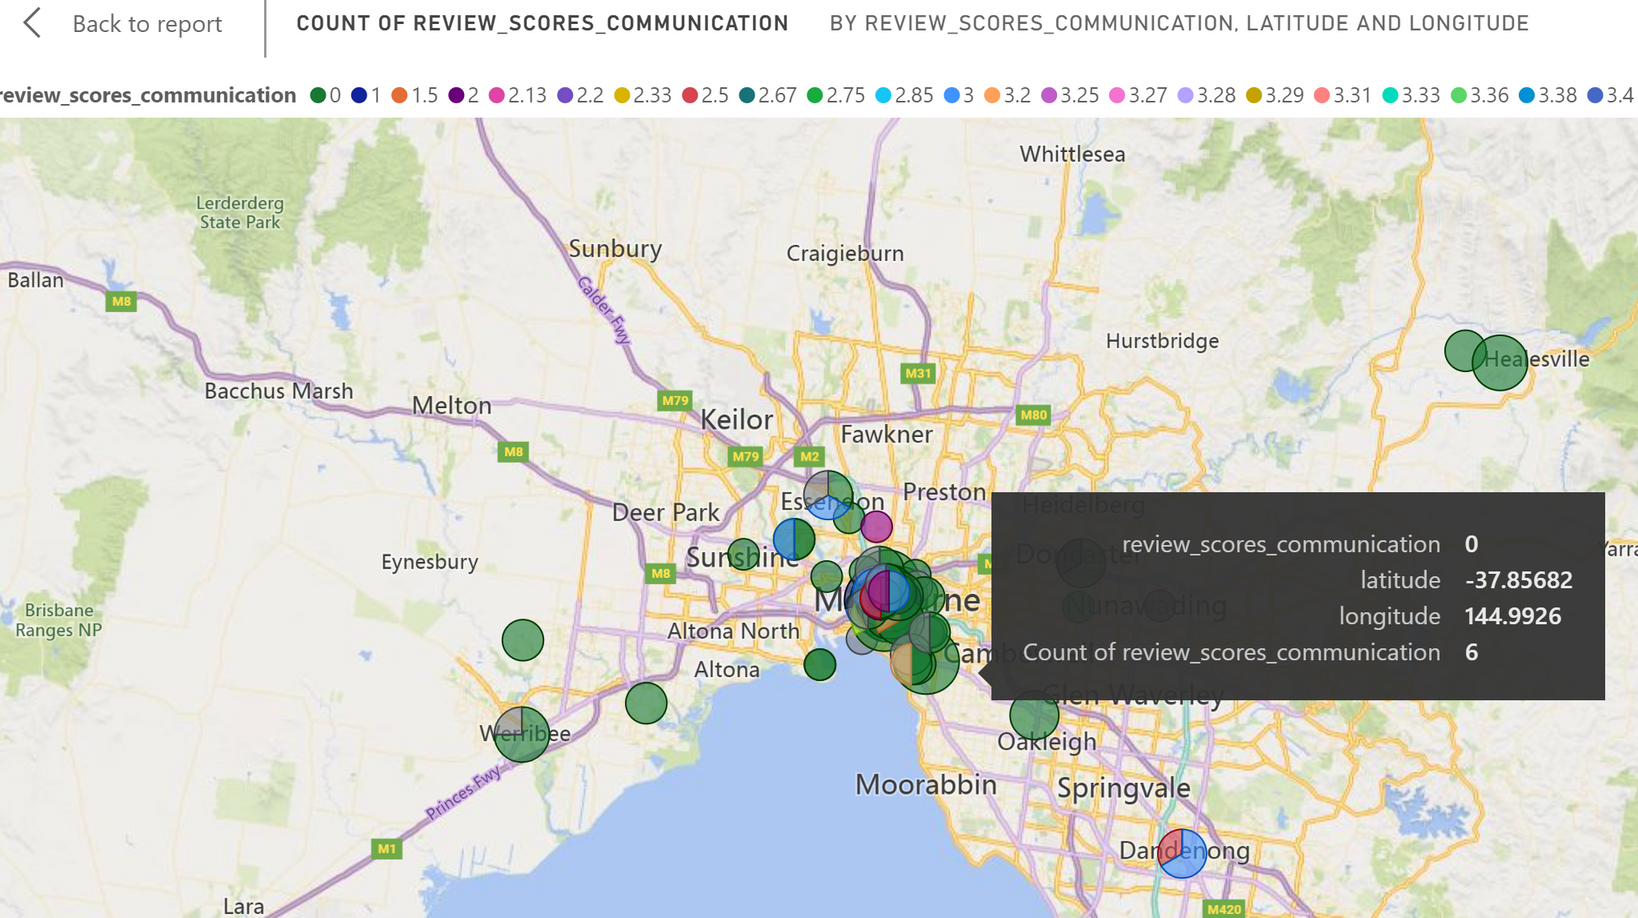 Back to report
COUNT OF REVIEW_SCORES_COMMUNICATION BY REVIEW_SCORES_COMMUNICATION, LATITUDE AND LONGITUDE
review_scores_communication 0 1 1.5 2 2.13 2.2 2.33 2.5 2.67 2.75 2.85 3 3.2 3.25 3.27 3.28 3.29 3.31 3.33 3.36 3.38 3.4
Whittlesea
Lerderderg
State Park
Sunbury
Craigieburn
Ballan
M8
Calder Fwy
Hurstbridge
Healesville
M31
Bacchus Marsh
Melton
M79
Keilor
M80
Fawkner
M8
M79
M2
Essendon
Preston
Heidelberg
Deer Park
review_scores_communication 0
Sunshine
Doncaster
Eynesbury
M8
latitude -37.85682
Brisbane
Ranges NP
Nunawading
longitude 144.9926
Altona North
Count of review_scores_communication 6
Altona
Glen Waverley
Werribee
Oakleigh
Princes Fwy
Moorabbin
Springvale
M1
Dandenong
Lara
M420